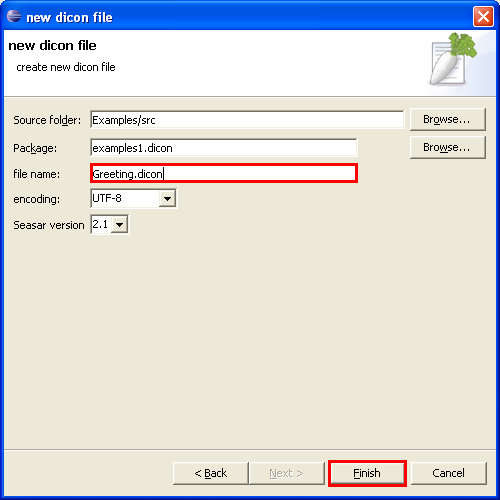 new dicon file
new dicon file
create new dicon file
Source folder: Examples/src Browse...
Package: examples1.dicon Browse...
file name: Greeting.dicon
encoding: UTF-8
Seasar version 2.1
< Back Next > Finish Cancel